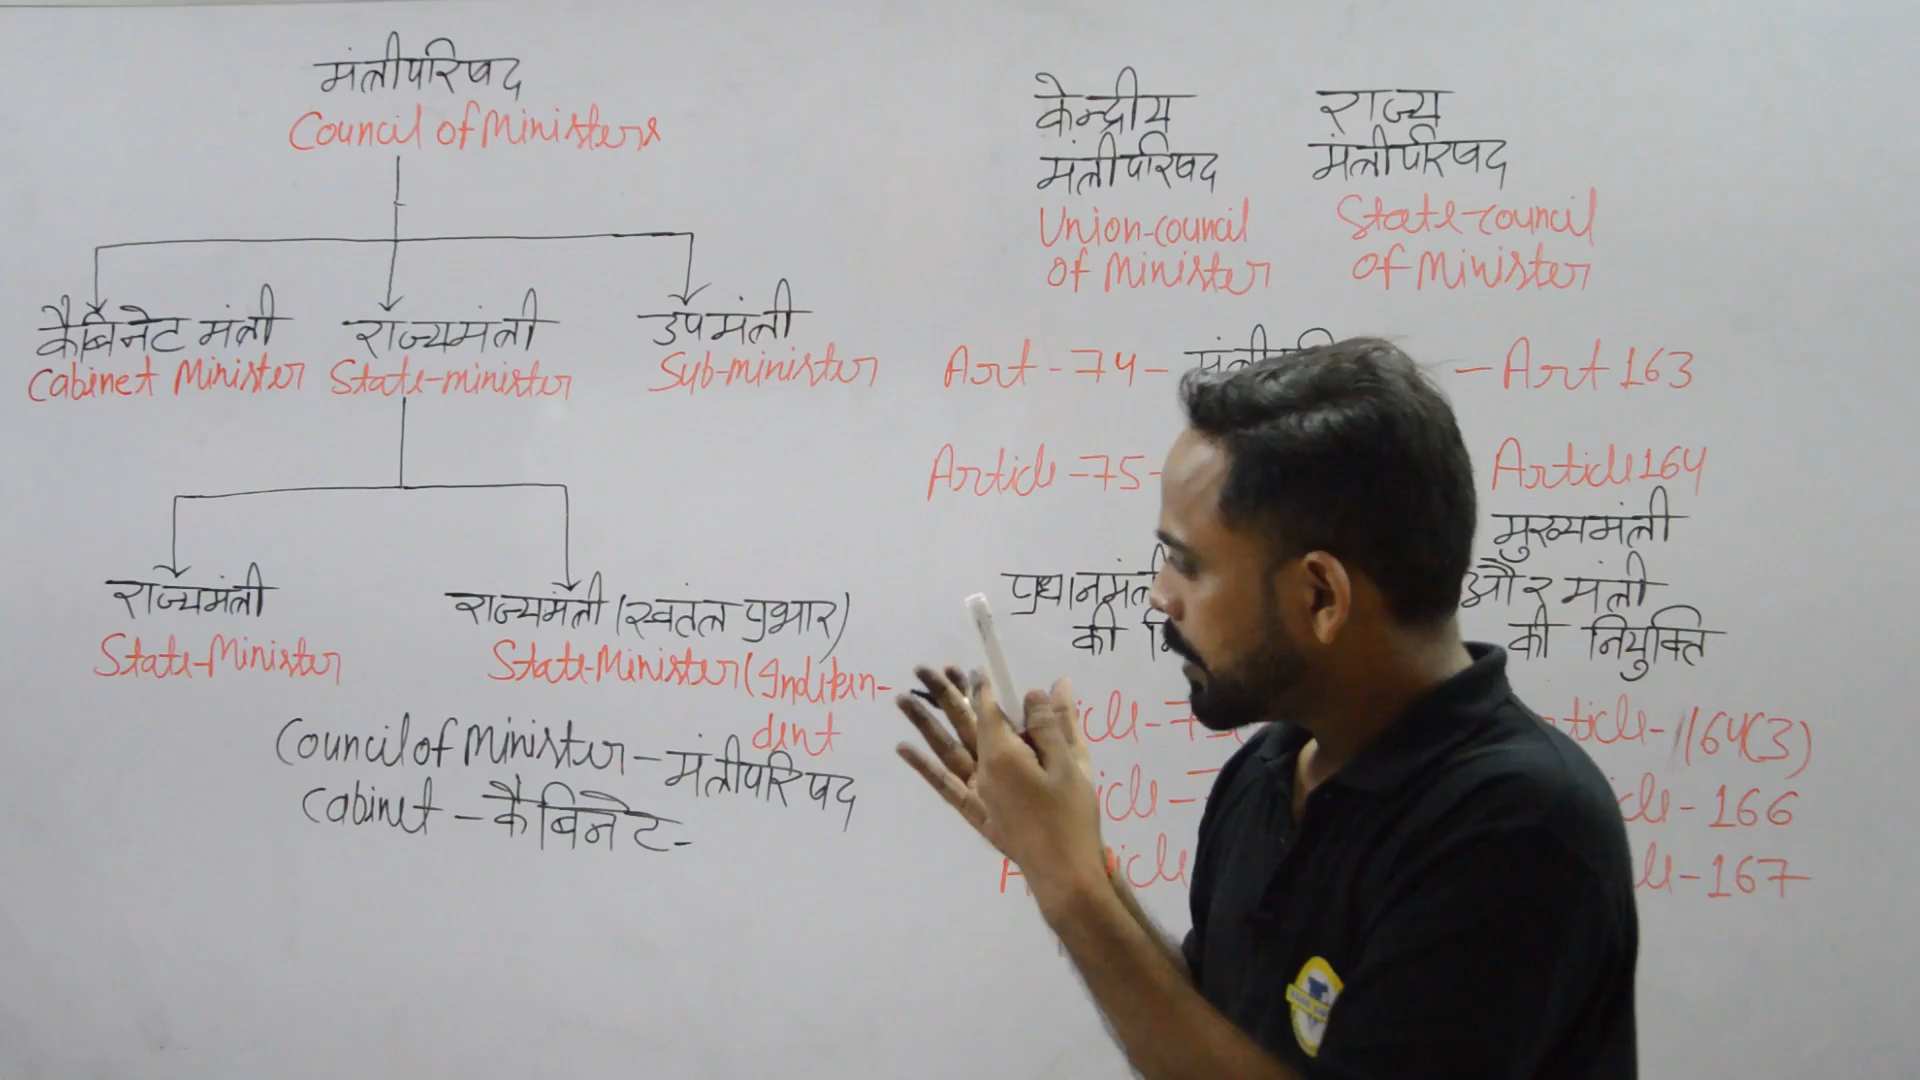 मंत्रीपरिषद
Council of Ministers
कैबिनेट मंत्री
Cabinet Minister
राज्यमंत्री
State-minister
उपमंत्री
Sub-minister
राज्यमंत्री
State-Minister
राज्यमंत्री (स्वतंत्र प्रभार)
State-Minister (Indipen-
dent
Council of Minister - मंत्रीपरिषद
Cabinet - कैबिनेट -
केन्द्रीय
मंत्रीपरिषद
Union-council
of Minister
राज्य
मंत्रीपरिषद
State-council
of Minister
Art - 74 - - Art 163
Article - 75 - Article 164
मुख्यमंत्री
और मंत्री
की नियुक्ति
की
- 164(3)
- 166
- 167